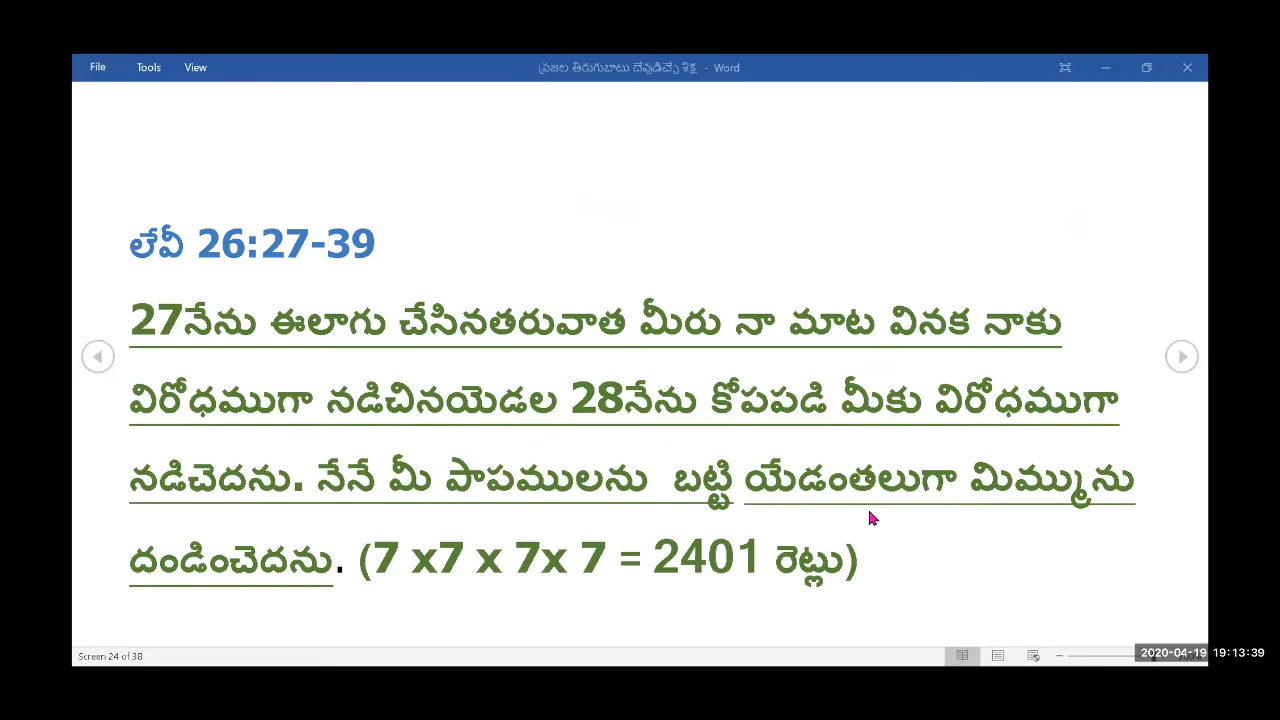 File Tools View ప్రజల తిరుగుబాటు దేవుడిచ్చే శిక్ష - Word
లేవీ 26:27-39
27నేను ఈలాగు చేసినతరువాత మీరు నా మాట వినక నాకు
విరోధముగా నడిచినయెడల 28నేను కోపపడి మీకు విరోధముగా
నడిచెదను. నేనే మీ పాపములను బట్టి యేడంతలుగా మిమ్మును
దండించెదను. (7 x7 x 7x 7 = 2401 రెట్లు)
Screen 24 of 38
2020-04-19 19:13:39